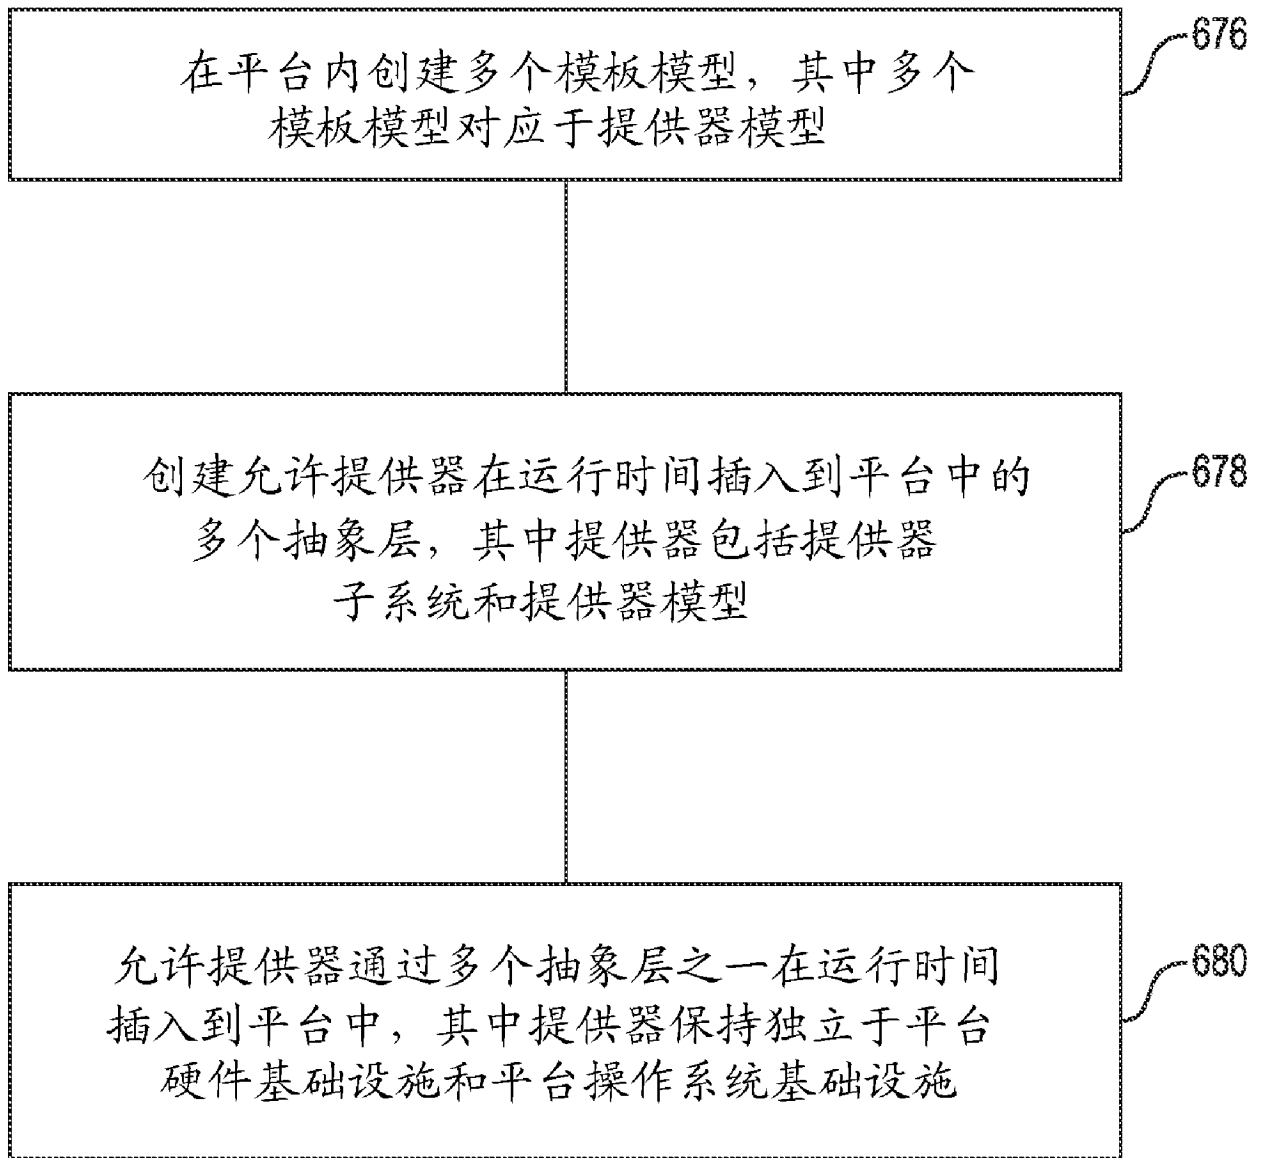 676
在平台内创建多个模板模型，其中多个
模板模型对应于提供器模型
678
创建允许提供器在运行时间插入到平台中的
多个抽象层，其中提供器包括提供器
子系统和提供器模型
680
允许提供器通过多个抽象层之一在运行时间
插入到平台中，其中提供器保持独立于平台
硬件基础设施和平台操作系统基础设施